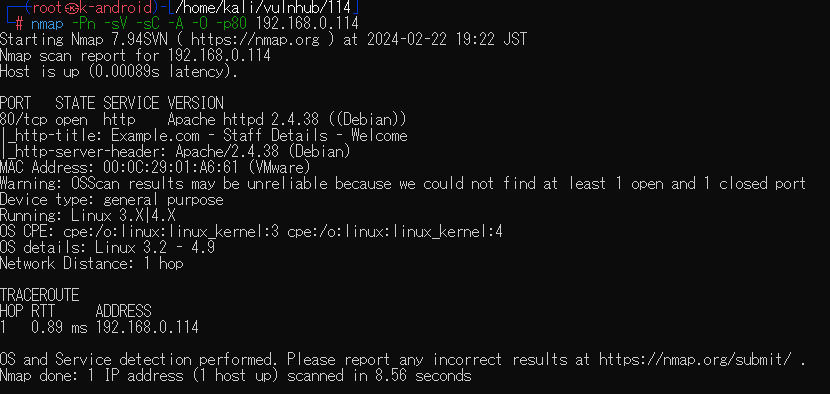 ┌──(root㉿k-android)-[/home/kali/vulnhub/114]
└─# nmap -Pn -sV -sC -A -O -p80 192.168.0.114
Starting Nmap 7.94SVN ( https://nmap.org ) at 2024-02-22 19:22 JST
Nmap scan report for 192.168.0.114
Host is up (0.00089s latency).

PORT   STATE SERVICE VERSION
80/tcp open  http    Apache httpd 2.4.38 ((Debian))
|_http-title: Example.com - Staff Details - Welcome
|_http-server-header: Apache/2.4.38 (Debian)
MAC Address: 00:0C:29:01:A6:61 (VMware)
Warning: OSScan results may be unreliable because we could not find at least 1 open and 1 closed port
Device type: general purpose
Running: Linux 3.X|4.X
OS CPE: cpe:/o:linux:linux_kernel:3 cpe:/o:linux:linux_kernel:4
OS details: Linux 3.2 - 4.9
Network Distance: 1 hop

TRACEROUTE
HOP RTT     ADDRESS
1   0.89 ms 192.168.0.114

OS and Service detection performed. Please report any incorrect results at https://nmap.org/submit/ .
Nmap done: 1 IP address (1 host up) scanned in 8.56 seconds